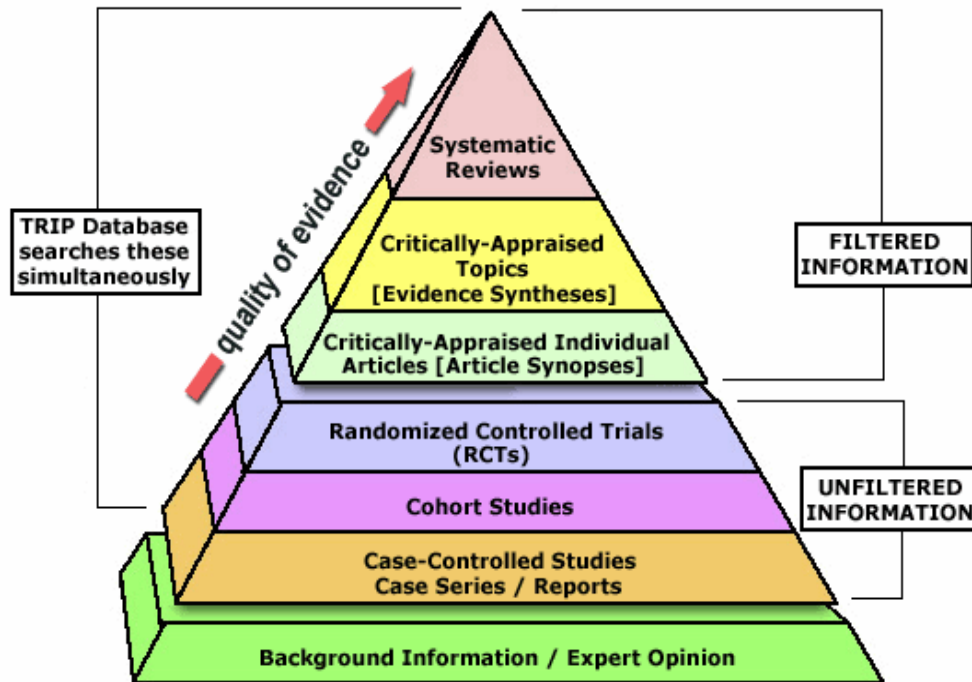 Systematic
Reviews
quality of evidence
TRIP Database
searches these
simultaneously
Critically-Appraised
Topics
[Evidence Syntheses]
FILTERED
INFORMATION
Critically-Appraised Individual
Articles [Article Synopses]
Randomized Controlled Trials
(RCTs)
UNFILTERED
INFORMATION
Cohort Studies
Case-Controlled Studies
Case Series / Reports
Background Information / Expert Opinion